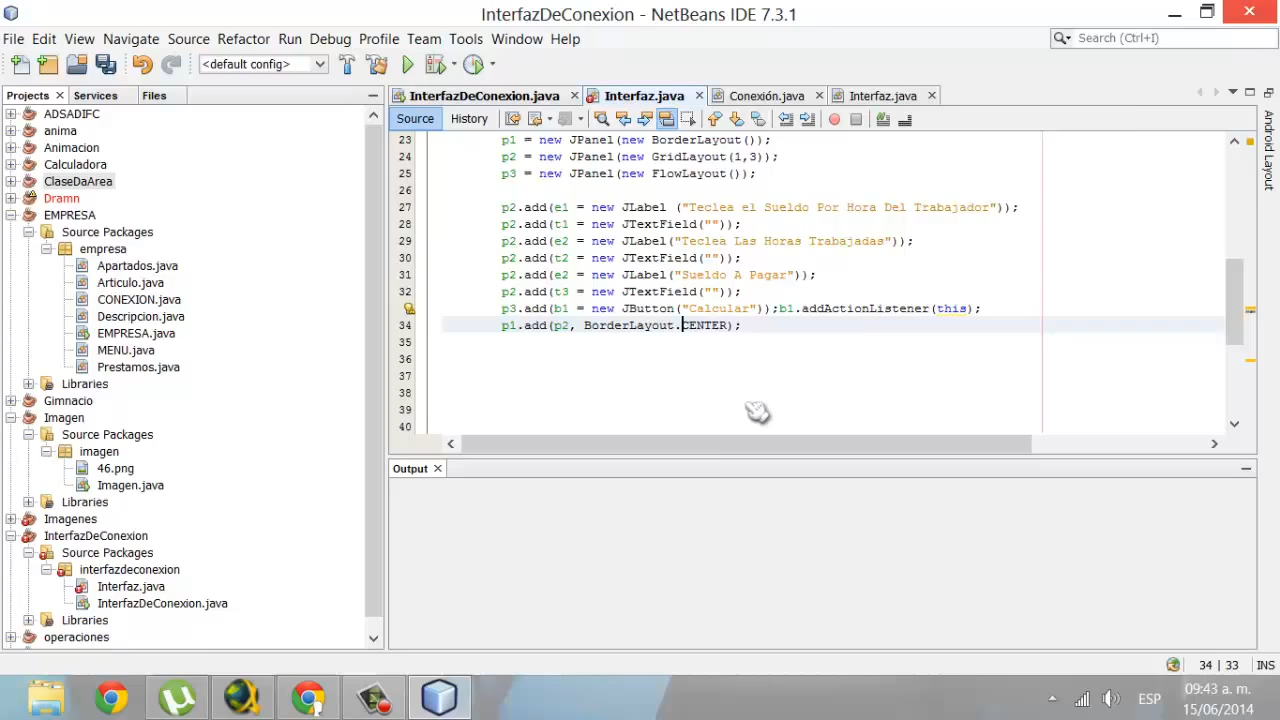 InterfazDeConexion - NetBeans IDE 7.3.1
File Edit View Navigate Source Refactor Run Debug Profile Team Tools Window Help
Search (Ctrl+I)
<default config>
Projects Services Files
InterfazDeConexion.java Interfaz.java Conexión.java Interfaz.java
Source History
ADSADIFC
anima
Animacion
Calculadora
ClaseDaArea
Dramn
EMPRESA
Source Packages
empresa
Apartados.java
Articulo.java
CONEXION.java
Descripcion.java
EMPRESA.java
MENU.java
Prestamos.java
Libraries
Gimnacio
Imagen
Source Packages
imagen
46.png
Imagen.java
Libraries
Imagenes
InterfazDeConexion
Source Packages
interfazdeconexion
Interfaz.java
InterfazDeConexion.java
Libraries
operaciones
23 p1 = new JPanel(new BorderLayout());
24 p2 = new JPanel(new GridLayout(1,3));
25 p3 = new JPanel(new FlowLayout());
26
27 p2.add(e1 = new JLabel ("Teclea el Sueldo Por Hora Del Trabajador"));
28 p2.add(t1 = new JTextField(""));
29 p2.add(e2 = new JLabel("Teclea Las Horas Trabajadas"));
30 p2.add(t2 = new JTextField(""));
31 p2.add(e2 = new JLabel("Sueldo A Pagar"));
32 p2.add(t3 = new JTextField(""));
p3.add(b1 = new JButton("Calcular"));b1.addActionListener(this);
34 p1.add(p2, BorderLayout.CENTER);
35
36
37
38
39
40
Android Layout
Output
34 | 33 INS
ESP
09:43 a. m.
15/06/2014